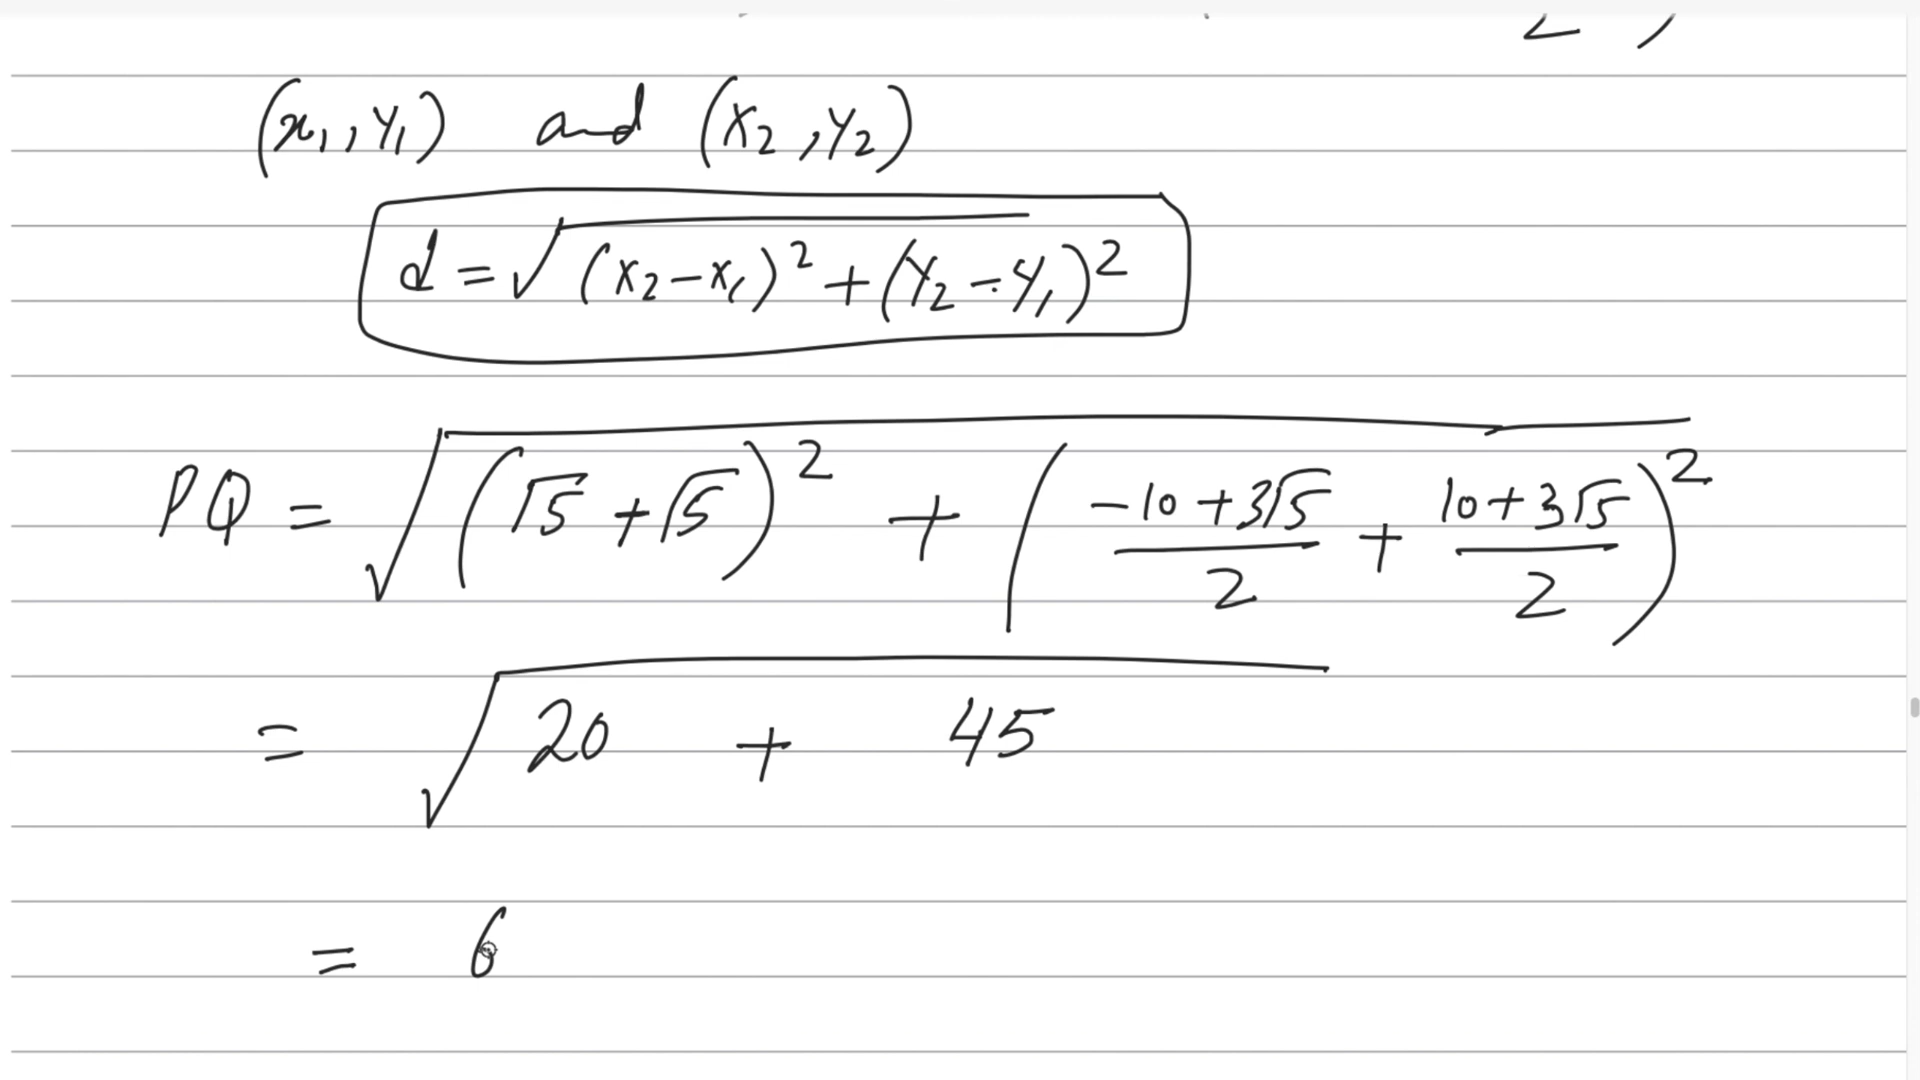 (x₁, y₁) and (x₂, y₂)
d = √((x₂ − x₁)² + (y₂ − y₁)²)
PQ = √((√5 + √5)² + ((−10 + 3√5)/2 + (10 + 3√5)/2)²)
= √(20 + 45)
= 6